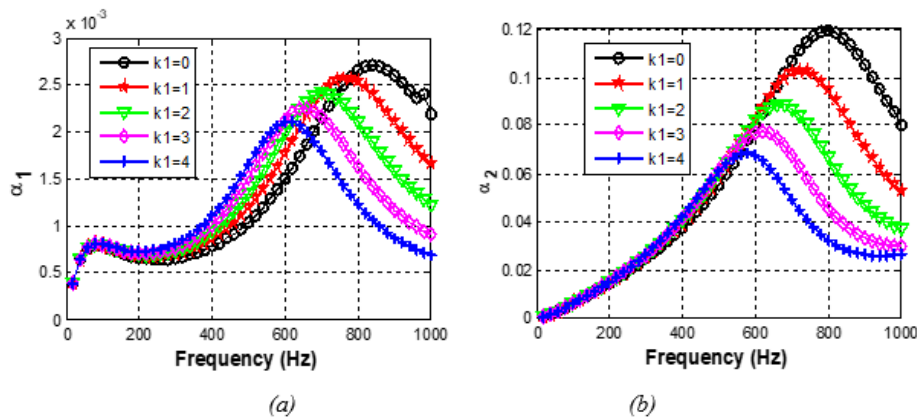 x 10⁻³
3
2.5
2
1.5
1
0.5
0
α1
k1=0
k1=1
k1=2
k1=3
k1=4
0 200 400 600 800 1000
Frequency (Hz)
(a)
0.12
0.1
0.08
0.06
0.04
0.02
0
α2
k1=0
k1=1
k1=2
k1=3
k1=4
0 200 400 600 800 1000
Frequency (Hz)
(b)